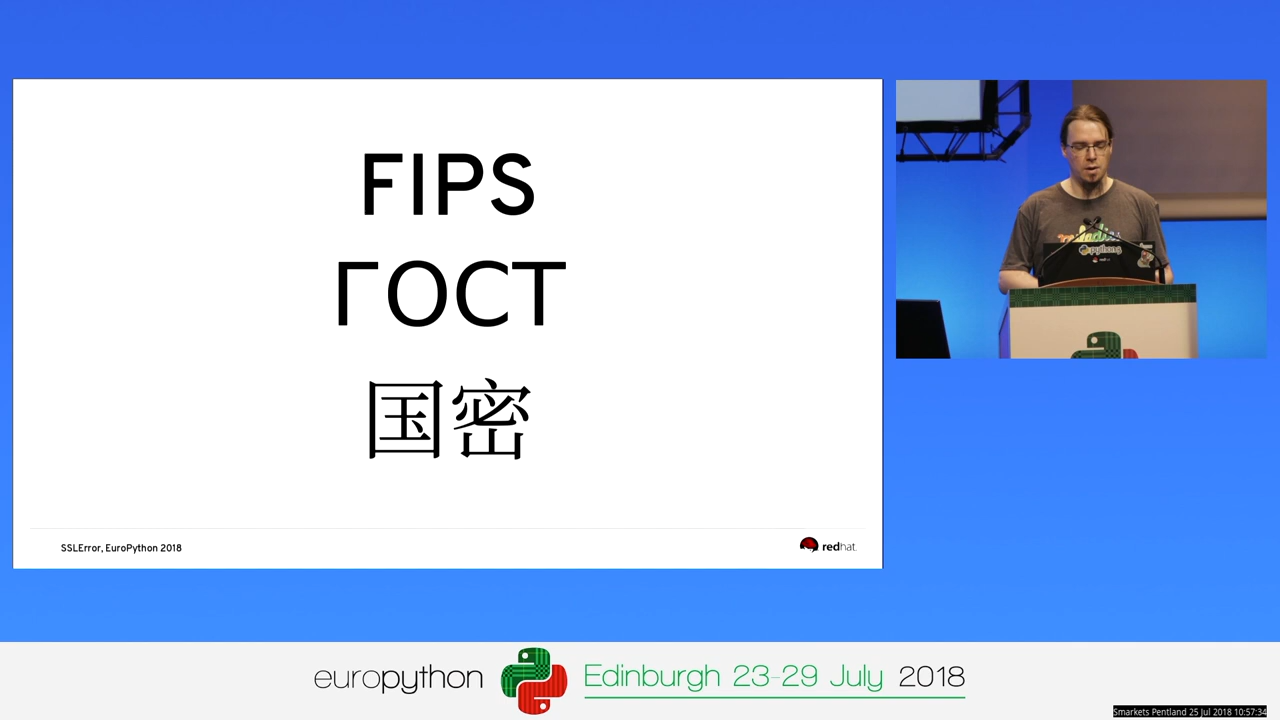 FIPS
ГОСТ
国密
SSLError, EuroPython 2018
redhat.
europython
Edinburgh 23-29 July 2018
Smarkets Pentland 25 Jul 2018 10:57:34